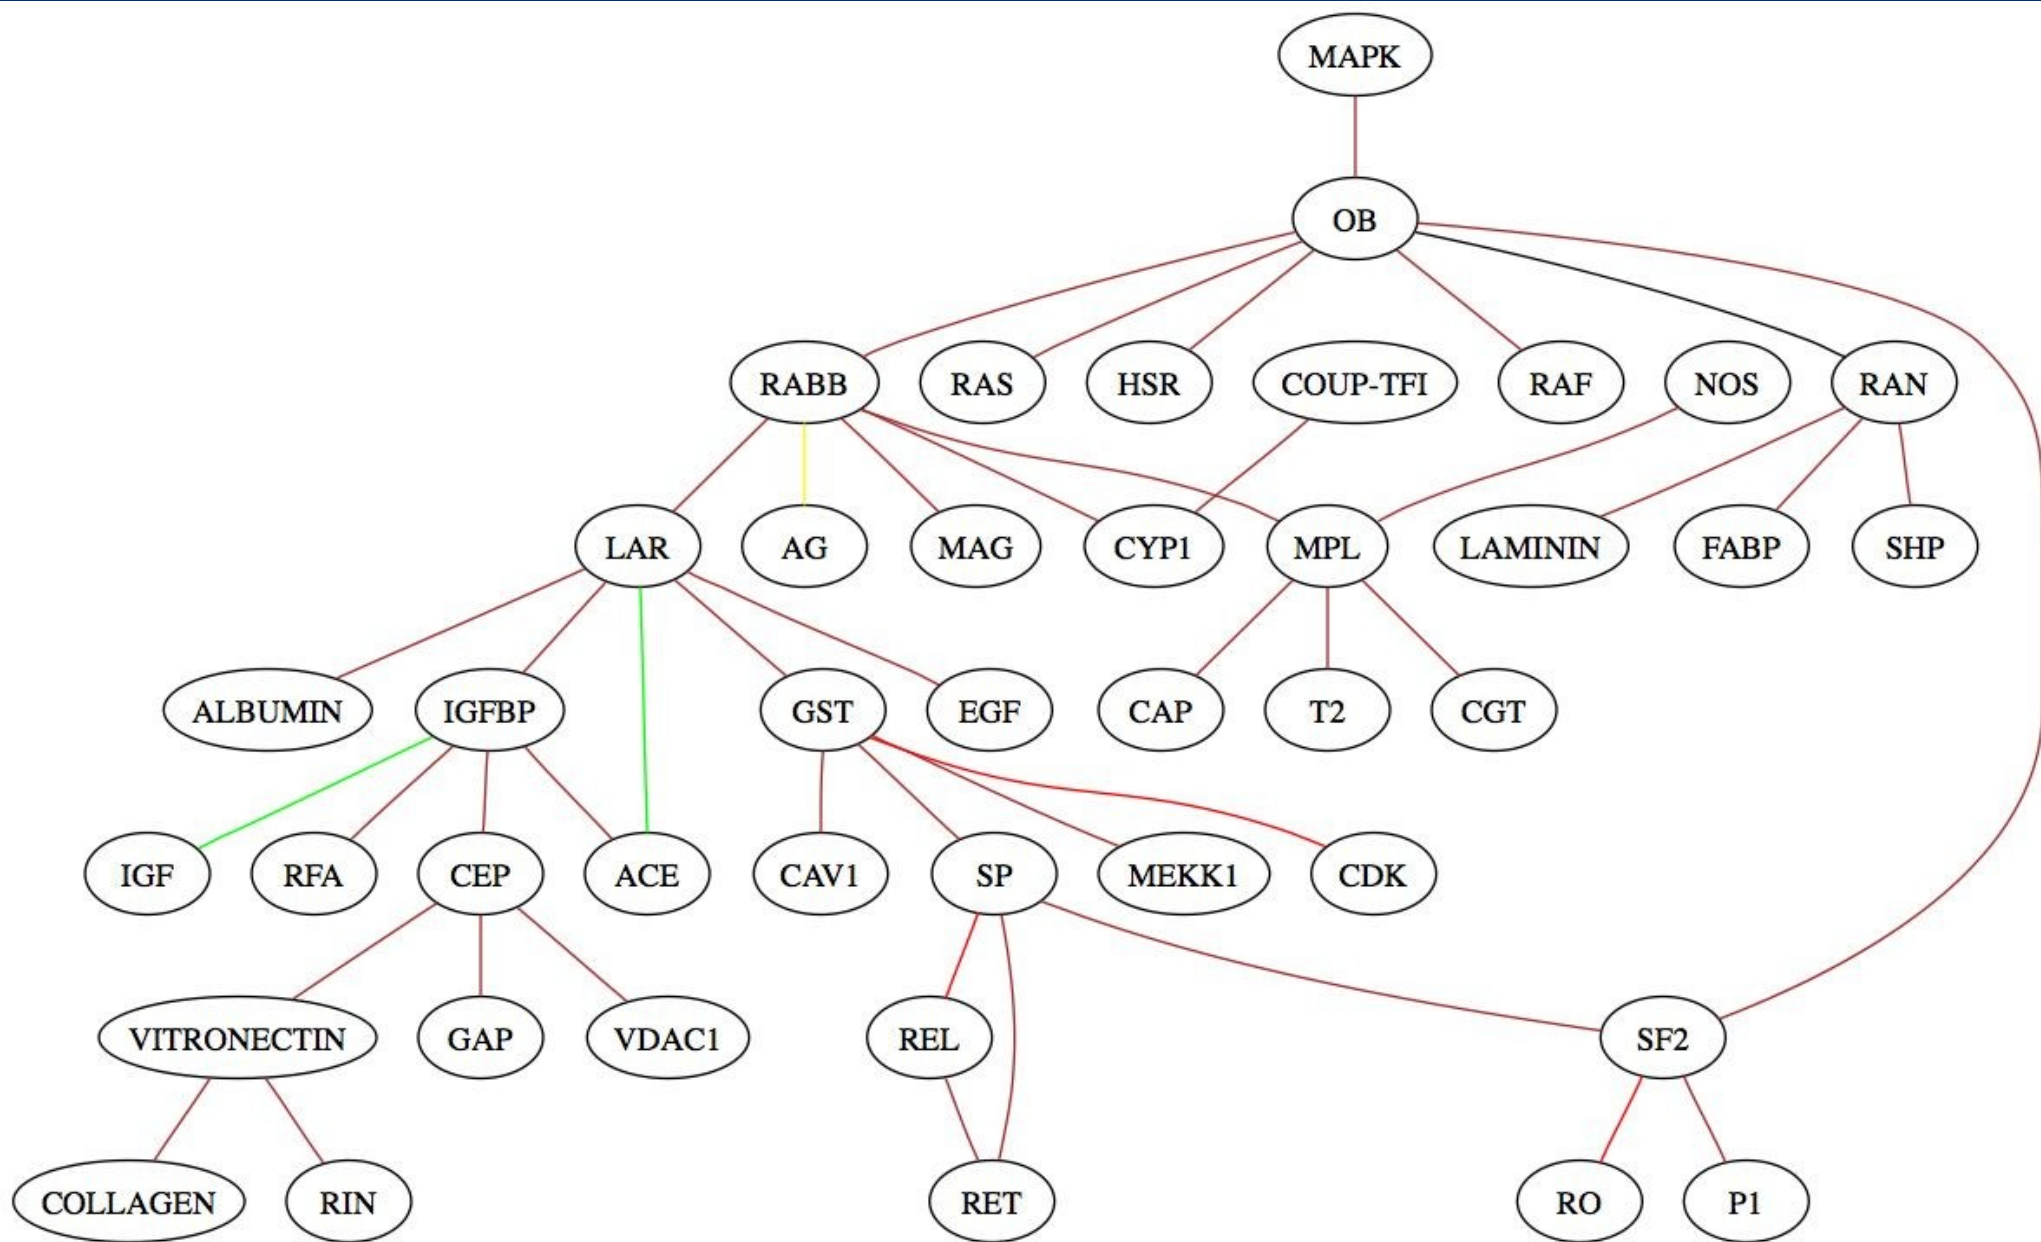 MAPK
OB
RABB
RAS
HSR
COUP-TFI
RAF
NOS
RAN
LAR
AG
MAG
CYP1
MPL
LAMININ
FABP
SHP
ALBUMIN
IGFBP
GST
EGF
CAP
T2
CGT
IGF
RFA
CEP
ACE
CAV1
SP
MEKK1
CDK
VITRONECTIN
GAP
VDAC1
REL
SF2
COLLAGEN
RIN
RET
RO
P1